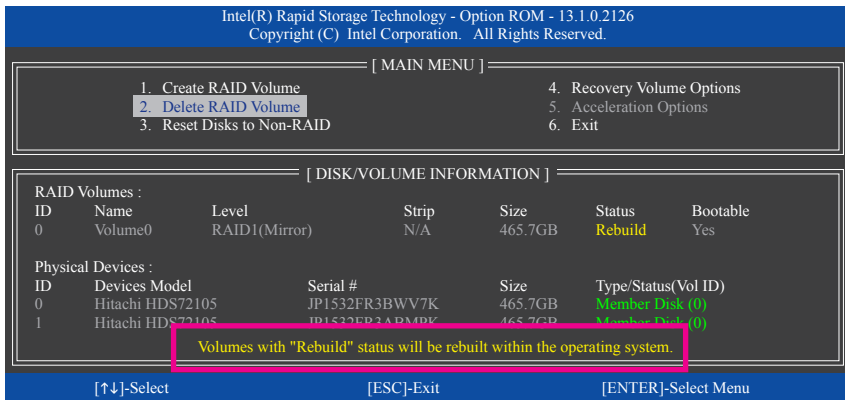 Intel(R) Rapid Storage Technology - Option ROM - 13.1.0.2126
Copyright (C) Intel Corporation. All Rights Reserved.
[ MAIN MENU ]
1. Create RAID Volume
2. Delete RAID Volume
3. Reset Disks to Non-RAID
4. Recovery Volume Options
5. Acceleration Options
6. Exit
[ DISK/VOLUME INFORMATION ]
RAID Volumes :
ID Name Level Strip Size Status Bootable
0 Volume0 RAID1(Mirror) N/A 465.7GB Rebuild Yes
Physical Devices :
ID Devices Model Serial # Size Type/Status(Vol ID)
0 Hitachi HDS72105 JP1532FR3BWV7K 465.7GB Member Disk (0)
1 Hitachi HDS72105 JP1532FR3ABMPK 465.7GB Member Disk (0)
Volumes with "Rebuild" status will be rebuilt within the operating system.
[↑↓]-Select [ESC]-Exit [ENTER]-Select Menu